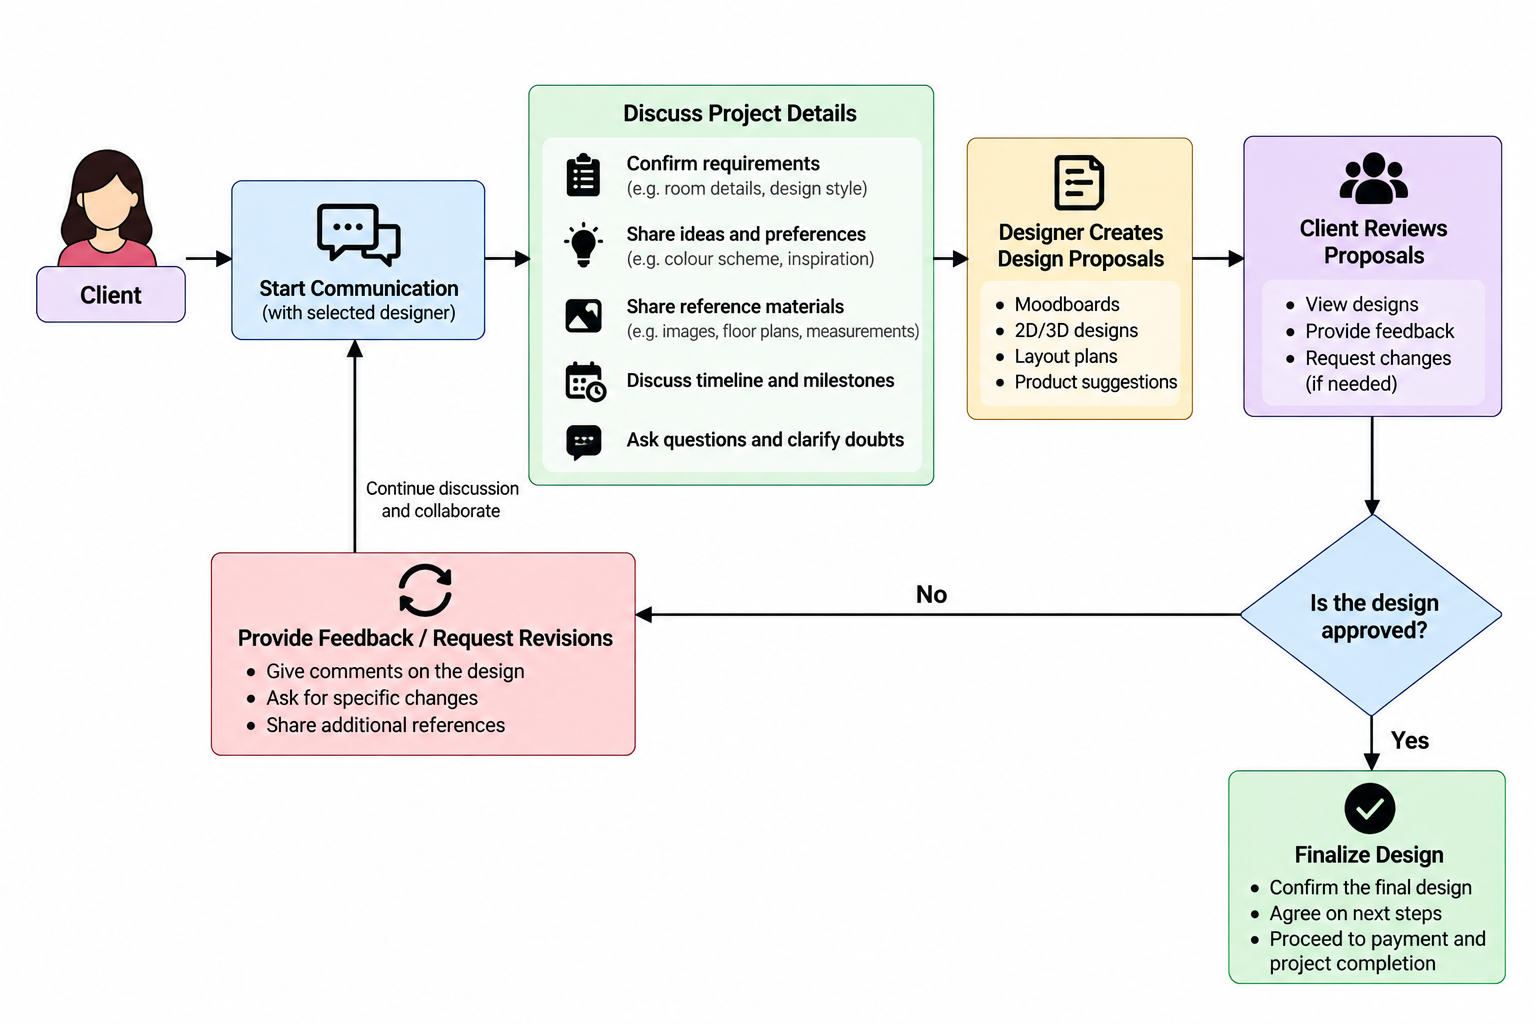 Client
Start Communication
(with selected designer)
Discuss Project Details
Confirm requirements
(e.g. room details, design style)
Share ideas and preferences
(e.g. colour scheme, inspiration)
Share reference materials
(e.g. images, floor plans, measurements)
Discuss timeline and milestones
Ask questions and clarify doubts
Designer Creates
Design Proposals
• Moodboards
• 2D/3D designs
• Layout plans
• Product suggestions
Client Reviews
Proposals
• View designs
• Provide feedback
• Request changes
(if needed)
Is the design
approved?
No
Yes
Provide Feedback / Request Revisions
• Give comments on the design
• Ask for specific changes
• Share additional references
Continue discussion
and collaborate
Finalize Design
• Confirm the final design
• Agree on next steps
• Proceed to payment and
project completion